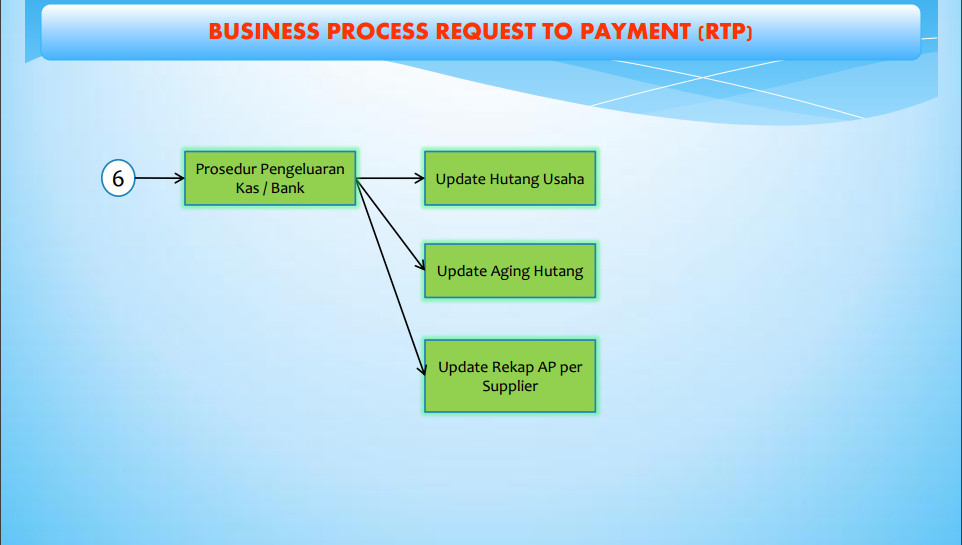 BUSINESS PROCESS REQUEST TO PAYMENT (RTP)
6
Prosedur Pengeluaran
Kas / Bank
Update Hutang Usaha
Update Aging Hutang
Update Rekap AP per
Supplier